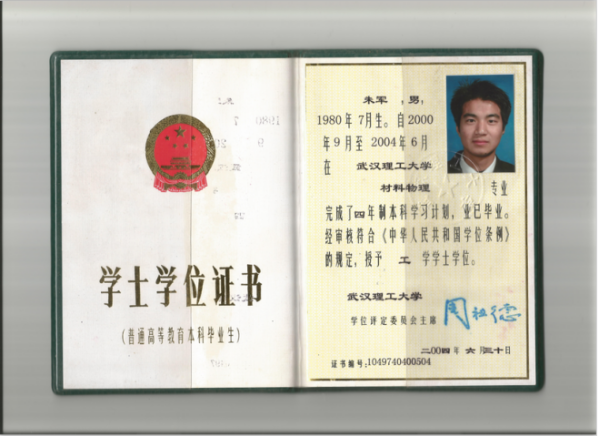 学士学位证书
(普通高等教育本科毕业生)
朱军 ,男,
1980 年 7月生。自2000
年 9月 至 2004 年 6 月
在 武汉理工大学
材料物理 专业
完成了四年制本科学习计划,业已毕业。
经审核符合《中华人民共和国学位条例》
的规定,授予 工 学学士学位。
武汉理工大学
学位评定委员会主席
周祖德
二00四年 六月三十日
证书编号:1049740400504